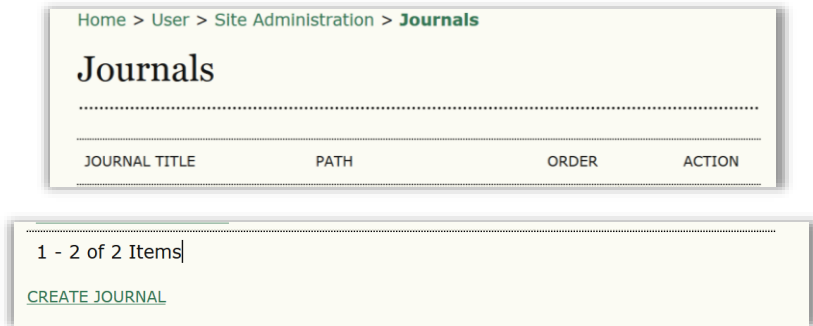 Home > User > Site Administration > Journals
Journals
JOURNAL TITLE PATH ORDER ACTION
1 - 2 of 2 Items
CREATE JOURNAL